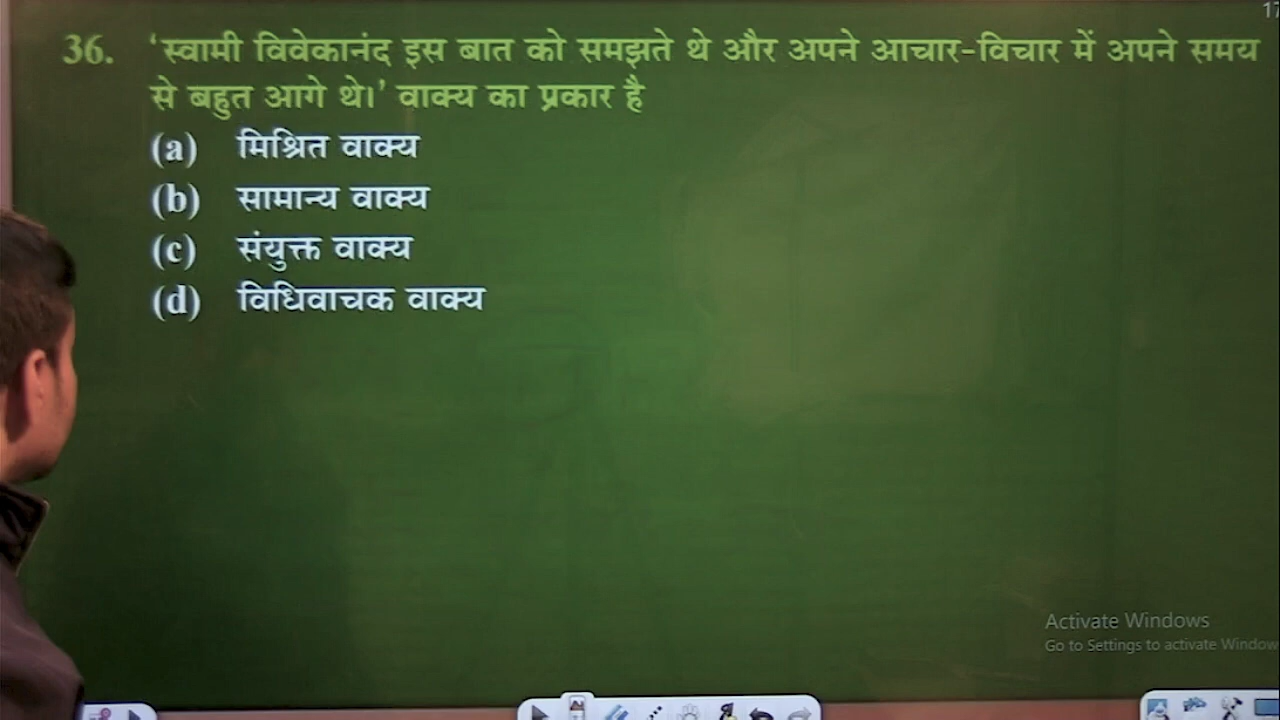 17
36. ‘स्वामी विवेकानंद इस बात को समझते थे और अपने आचार-विचार में अपने समय
से बहुत आगे थे।’ वाक्य का प्रकार है
(a) मिश्रित वाक्य
(b) सामान्य वाक्य
(c) संयुक्त वाक्य
(d) विधिवाचक वाक्य
Activate Windows
Go to Settings to activate Window